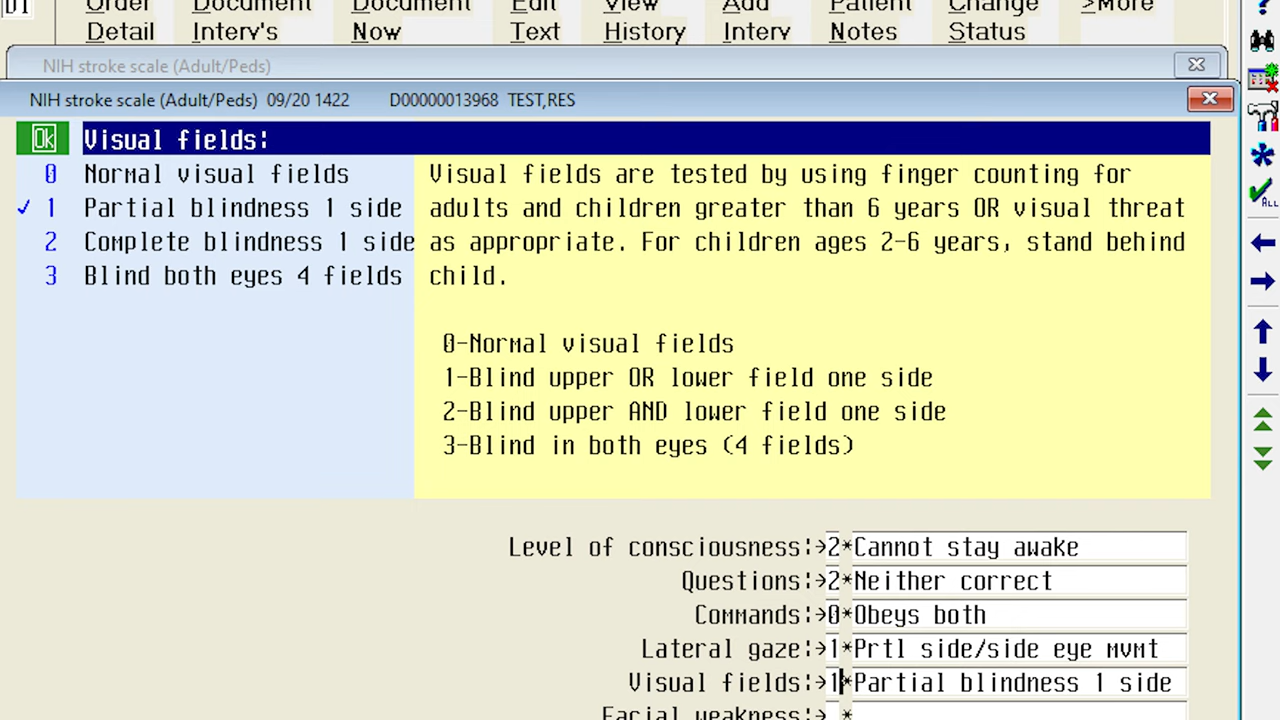 Order Document Document Edit View Add Patient Change >More
Detail Interv's Now Text History Interv Notes Status
NIH stroke scale (Adult/Peds)
NIH stroke scale (Adult/Peds) 09/20 1422 D00000013968 TEST,RES
Ok Visual fields:
0 Normal visual fields
1 Partial blindness 1 side
2 Complete blindness 1 side
3 Blind both eyes 4 fields
Visual fields are tested by using finger counting for
adults and children greater than 6 years OR visual threat
as appropriate. For children ages 2-6 years, stand behind
child.
0-Normal visual fields
1-Blind upper OR lower field one side
2-Blind upper AND lower field one side
3-Blind in both eyes (4 fields)
Level of consciousness:→2*Cannot stay awake
Questions:→2*Neither correct
Commands:→0*Obeys both
Lateral gaze:→1*Prtl side/side eye mvmt
Visual fields:→1*Partial blindness 1 side
Facial weakness:→ *
ALL